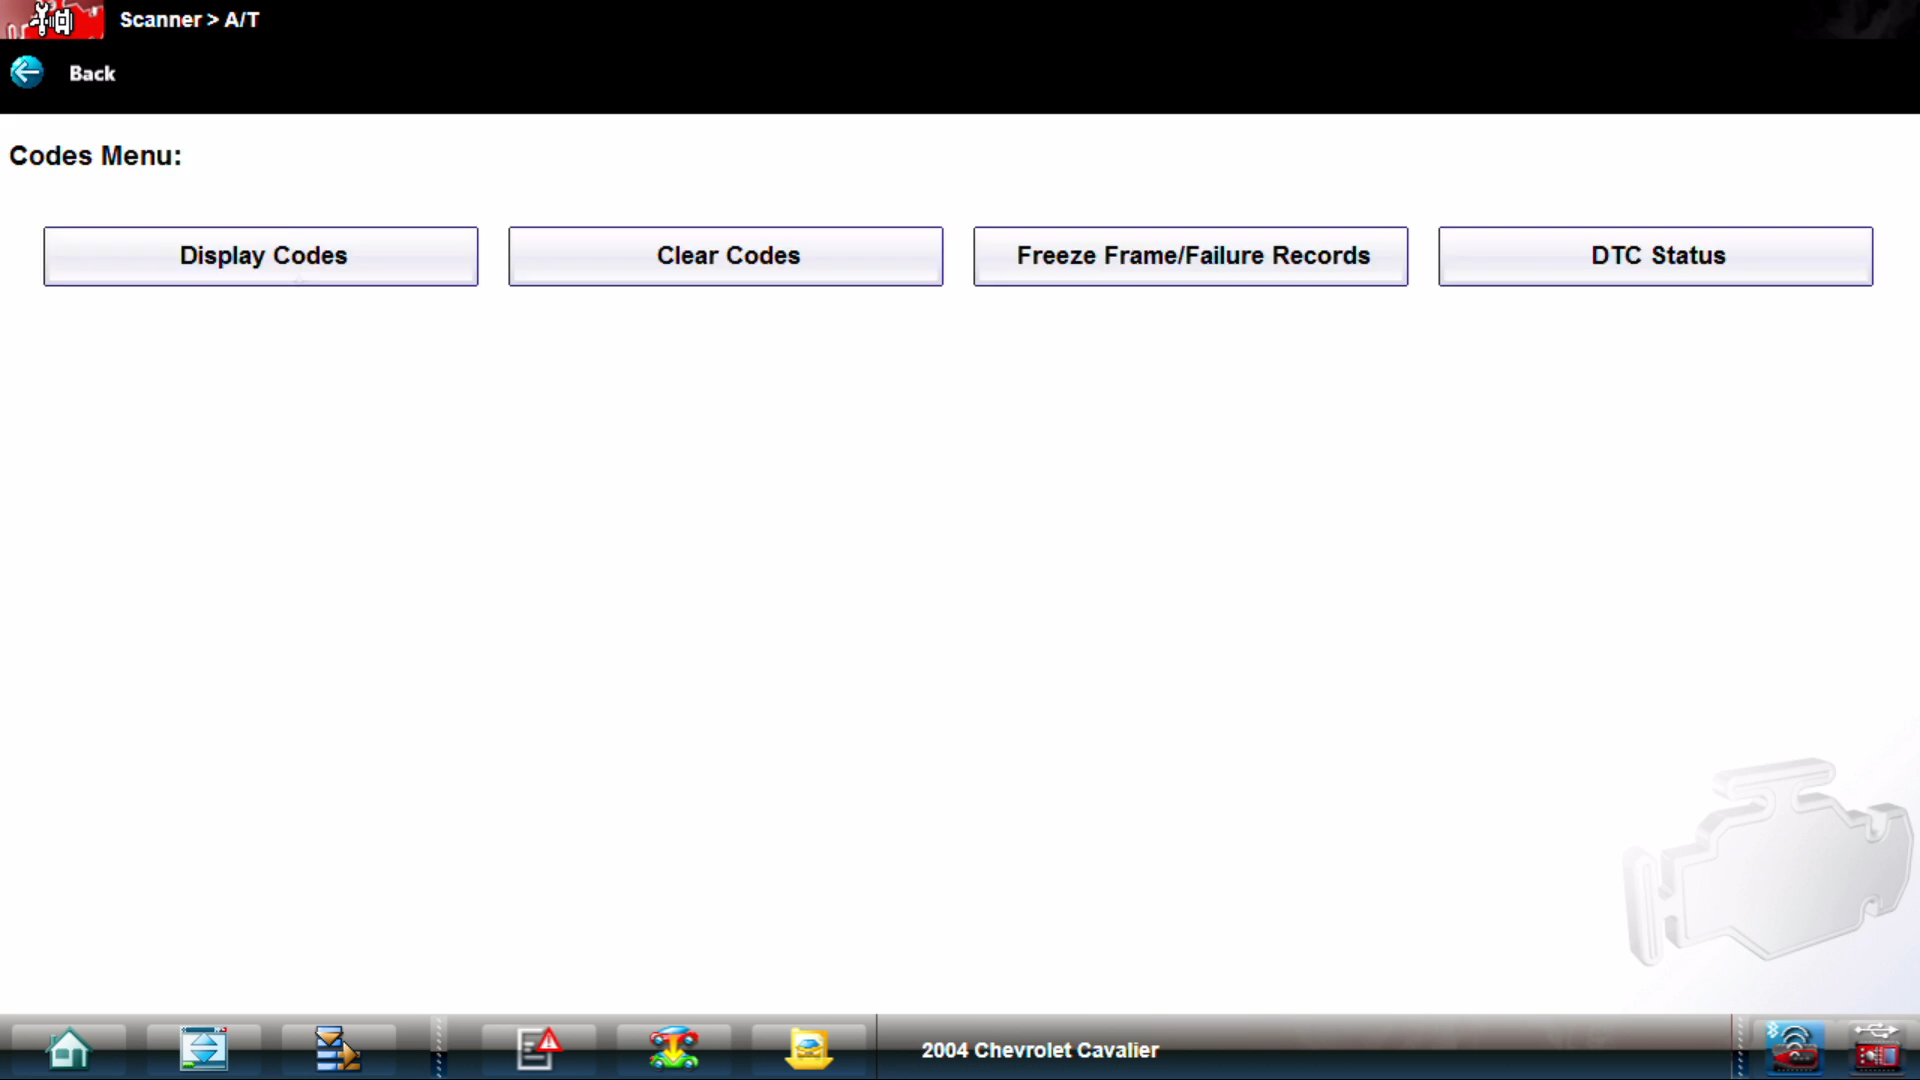 Scanner > A/T
Back
Codes Menu:
Display Codes
Clear Codes
Freeze Frame/Failure Records
DTC Status
2004 Chevrolet Cavalier